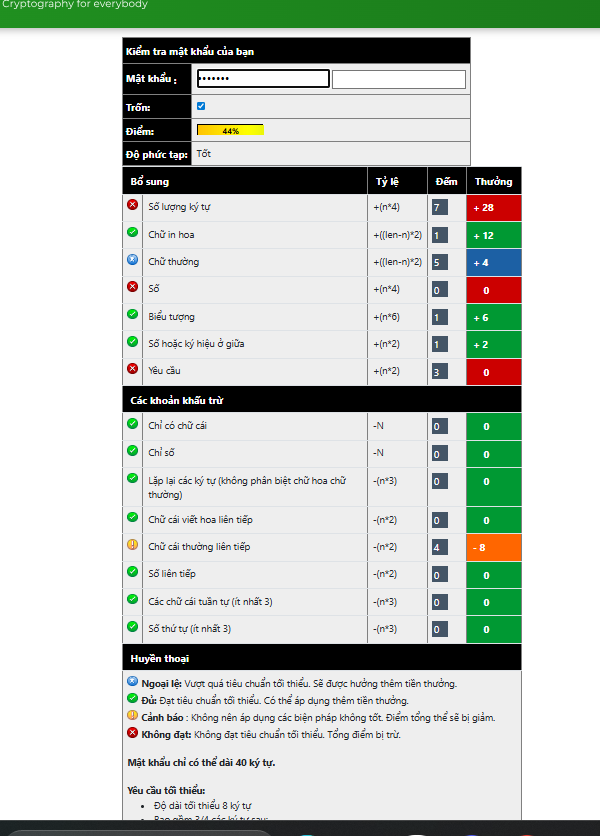 Cryptography for everybody
Kiểm tra mật khẩu của bạn
Mật khẩu :
Trốn:
Điểm: 44%
Độ phức tạp: Tốt
Bổ sung Tỷ lệ Đếm Thưởng
Số lượng ký tự +(n*4) 7 + 28
Chữ in hoa +((len-n)*2) 1 + 12
Chữ thường +((len-n)*2) 5 + 4
Số +(n*4) 0 0
Biểu tượng +(n*6) 1 + 6
Số hoặc ký hiệu ở giữa +(n*2) 1 + 2
Yêu cầu +(n*2) 3 0
Các khoản khấu trừ
Chỉ có chữ cái -N 0 0
Chỉ số -N 0 0
Lặp lại các ký tự (không phân biệt chữ hoa chữ
thường) -(n*3) 0 0
Chữ cái viết hoa liên tiếp -(n*2) 0 0
Chữ cái thường liên tiếp -(n*2) 4 - 8
Số liên tiếp -(n*2) 0 0
Các chữ cái tuần tự (ít nhất 3) -(n*3) 0 0
Số thứ tự (ít nhất 3) -(n*3) 0 0
Huyền thoại
Ngoại lệ: Vượt quá tiêu chuẩn tối thiểu. Sẽ được hưởng thêm tiền thưởng.
Đủ: Đạt tiêu chuẩn tối thiểu. Có thể áp dụng thêm tiền thưởng.
Cảnh báo : Không nên áp dụng các biện pháp không tốt. Điểm tổng thể sẽ bị giảm.
Không đạt: Không đạt tiêu chuẩn tối thiểu. Tổng điểm bị trừ.
Mật khẩu chỉ có thể dài 40 ký tự.
Yêu cầu tối thiểu:
• Độ dài tối thiểu 8 ký tự
• Bao gồm 3/4 các ký tự sau: